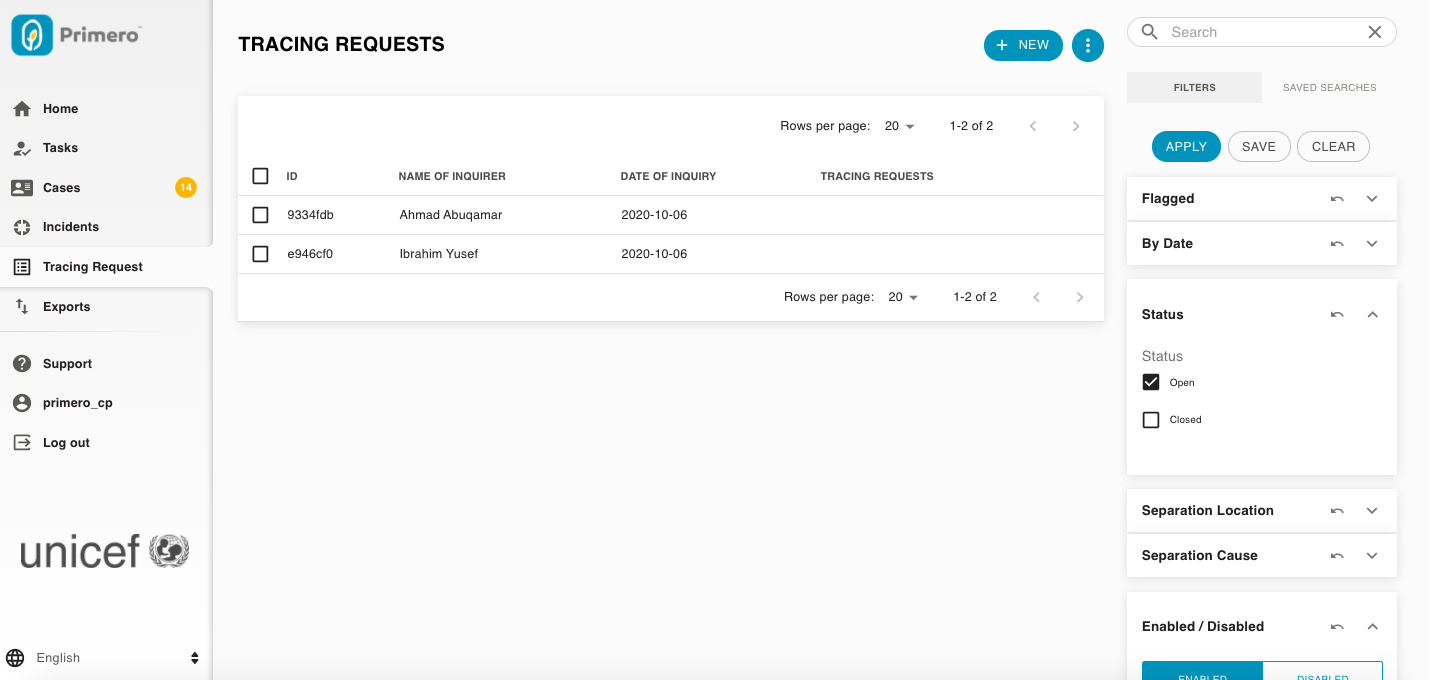 Primero™
Home
Tasks
Cases 14
Incidents
Tracing Request
Exports
Support
primero_cp
Log out
unicef
English
TRACING REQUESTS
+ NEW
Rows per page: 20 1-2 of 2
ID NAME OF INQUIRER DATE OF INQUIRY TRACING REQUESTS
9334fdb Ahmad Abuqamar 2020-10-06
e946cf0 Ibrahim Yusef 2020-10-06
Rows per page: 20 1-2 of 2
Search
FILTERS SAVED SEARCHES
APPLY SAVE CLEAR
Flagged
By Date
Status
Status
Open
Closed
Separation Location
Separation Cause
Enabled / Disabled
ENABLED DISABLED